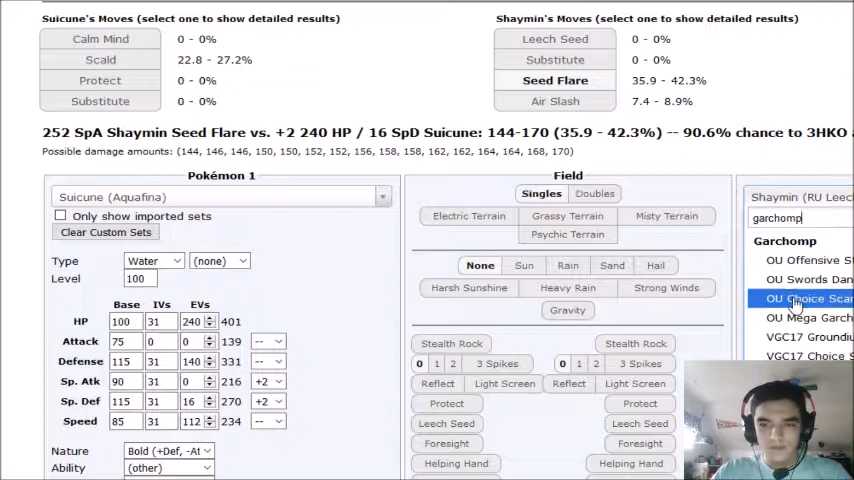 Suicune's Moves (select one to show detailed results)
Shaymin's Moves (select one to show detailed results)
Calm Mind 0 - 0%
Leech Seed 0 - 0%
Scald 22.8 - 27.2%
Substitute 0 - 0%
Protect 0 - 0%
Seed Flare 35.9 - 42.3%
Substitute 0 - 0%
Air Slash 7.4 - 8.9%
252 SpA Shaymin Seed Flare vs. +2 240 HP / 16 SpD Suicune: 144-170 (35.9 - 42.3%) -- 90.6% chance to 3HKO
Possible damage amounts: (144, 146, 146, 150, 150, 152, 152, 156, 158, 158, 162, 162, 164, 164, 168, 170)
Pokémon 1
Suicune (Aquafina)
Only show imported sets
Clear Custom Sets
Type Water (none)
Level 100
Base IVs EVs
HP 100 31 240 401
Attack 75 0 0 139 --
Defense 115 31 140 331 --
Sp. Atk 90 31 0 216 +2
Sp. Def 115 31 16 270 +2
Speed 85 31 112 234 --
Nature Bold (+Def, -At
Ability (other)
Field
Singles Doubles
Electric Terrain Grassy Terrain Misty Terrain
Psychic Terrain
None Sun Rain Sand Hail
Harsh Sunshine Heavy Rain Strong Winds
Gravity
Stealth Rock Stealth Rock
0 1 2 3 Spikes 0 1 2 3 Spikes
Reflect Light Screen Reflect Light Screen
Protect Protect
Leech Seed Leech Seed
Foresight Foresight
Helping Hand Helping Hand
Shaymin (RU Leec
garchomp
Garchomp
OU Offensive S
OU Swords Dan
OU Choice Scar
OU Mega Garch
VGC17 Groundiu
VGC17 Choice S